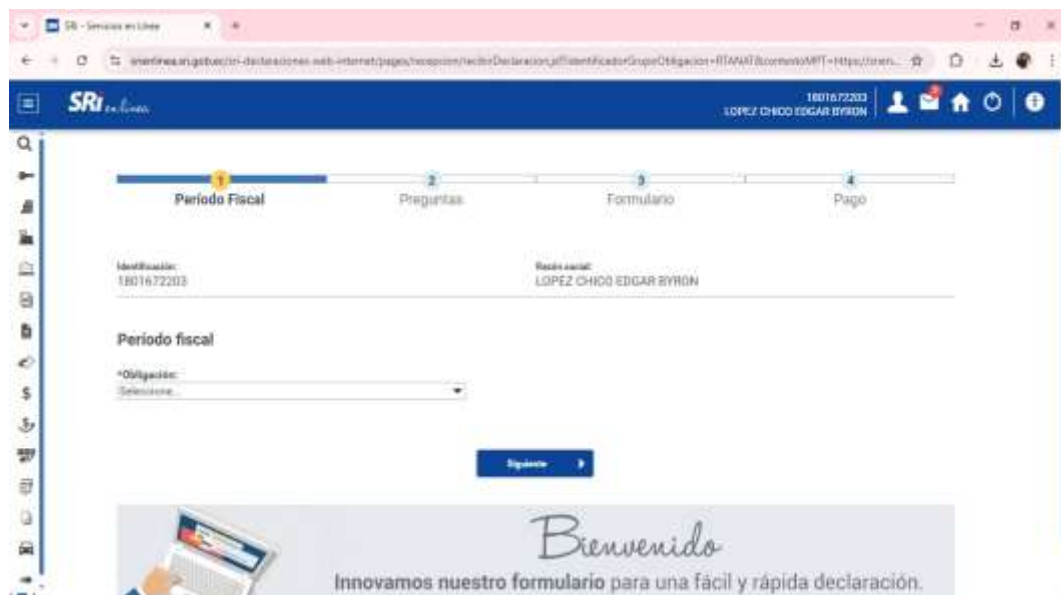 SRi - Servicios en Línea
SRi en línea
1801672203
LOPEZ CHICO EDGAR BYRON
1
2
3
4
Período Fiscal
Preguntas
Formulario
Pago
Identificación:
1801672203
Razón social:
LOPEZ CHICO EDGAR BYRON
Período fiscal
*Obligación:
Seleccione...
Siguiente
Bienvenido
Innovamos nuestro formulario para una fácil y rápida declaración.